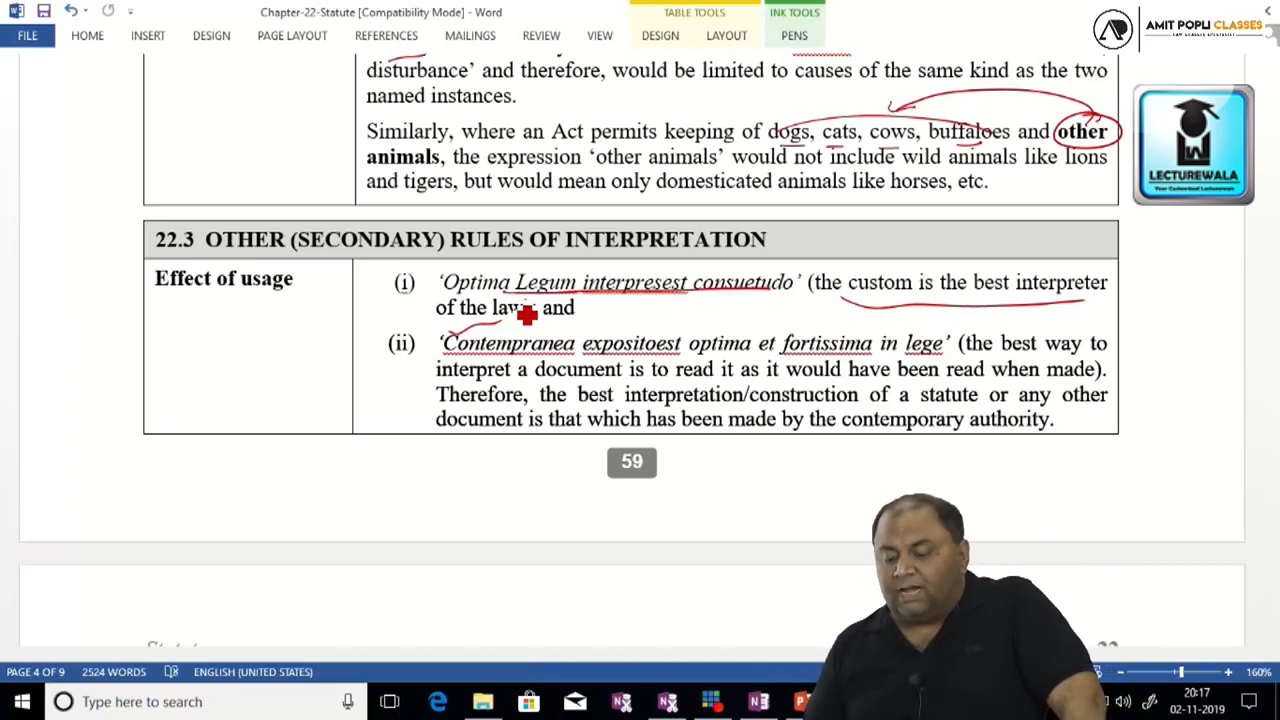 Chapter-22-Statute [Compatibility Mode] - Word
TABLE TOOLS
INK TOOLS
FILE HOME INSERT DESIGN PAGE LAYOUT REFERENCES MAILINGS REVIEW VIEW DESIGN LAYOUT PENS
AMIT POPLI CLASSES
disturbance’ and therefore, would be limited to causes of the same kind as the two
named instances.
Similarly, where an Act permits keeping of dogs, cats, cows, buffaloes and other
animals, the expression ‘other animals’ would not include wild animals like lions
and tigers, but would mean only domesticated animals like horses, etc.
LECTUREWALA
Your Customized Lecturewala
22.3 OTHER (SECONDARY) RULES OF INTERPRETATION
Effect of usage
(i) ‘Optima Legum interpresest consuetudo’ (the custom is the best interpreter
of the law and
(ii) ‘Contempranea expositoest optima et fortissima in lege’ (the best way to
interpret a document is to read it as it would have been read when made).
Therefore, the best interpretation/construction of a statute or any other
document is that which has been made by the contemporary authority.
59
PAGE 4 OF 9 2524 WORDS ENGLISH (UNITED STATES) 160%
Type here to search
20:17
02-11-2019